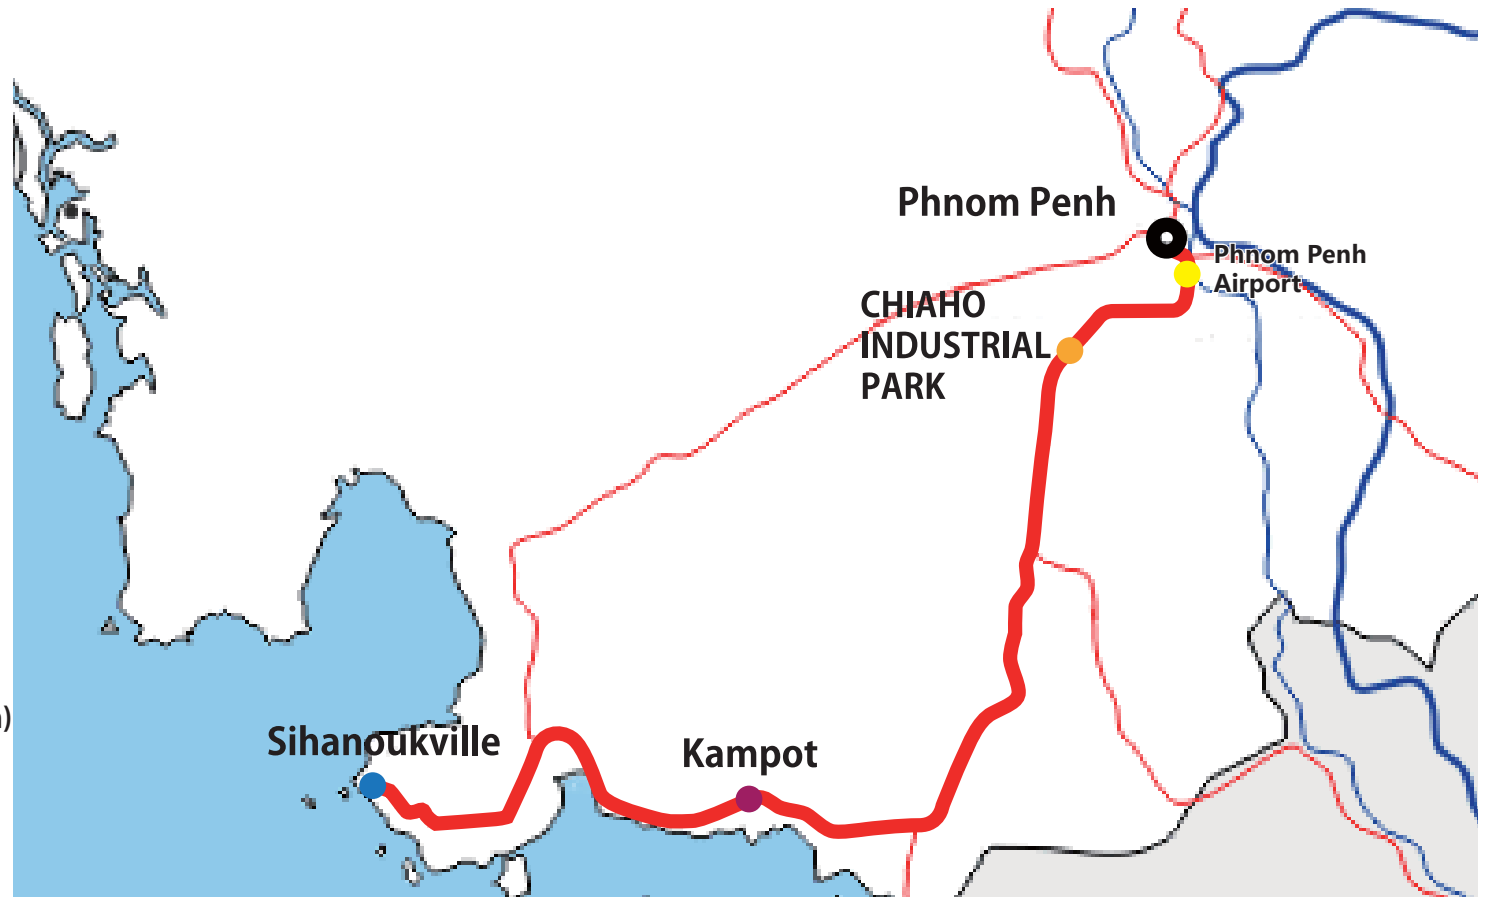 Phnom Penh
Phnom Penh
Airport
CHIAHO
INDUSTRIAL
PARK
)
Sihanoukville
Kampot